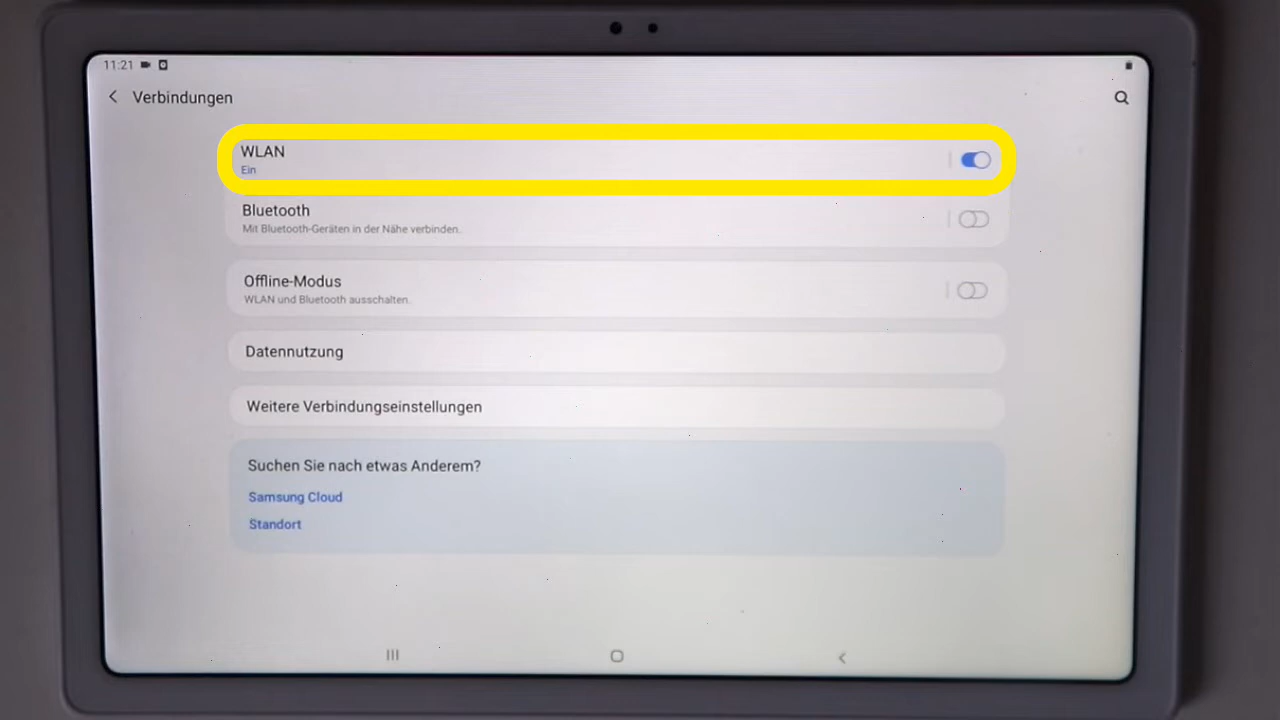 11:21
Verbindungen
WLAN
Ein
Bluetooth
Mit Bluetooth-Geräten in der Nähe verbinden.
Offline-Modus
WLAN und Bluetooth ausschalten.
Datennutzung
Weitere Verbindungseinstellungen
Suchen Sie nach etwas Anderem?
Samsung Cloud
Standort